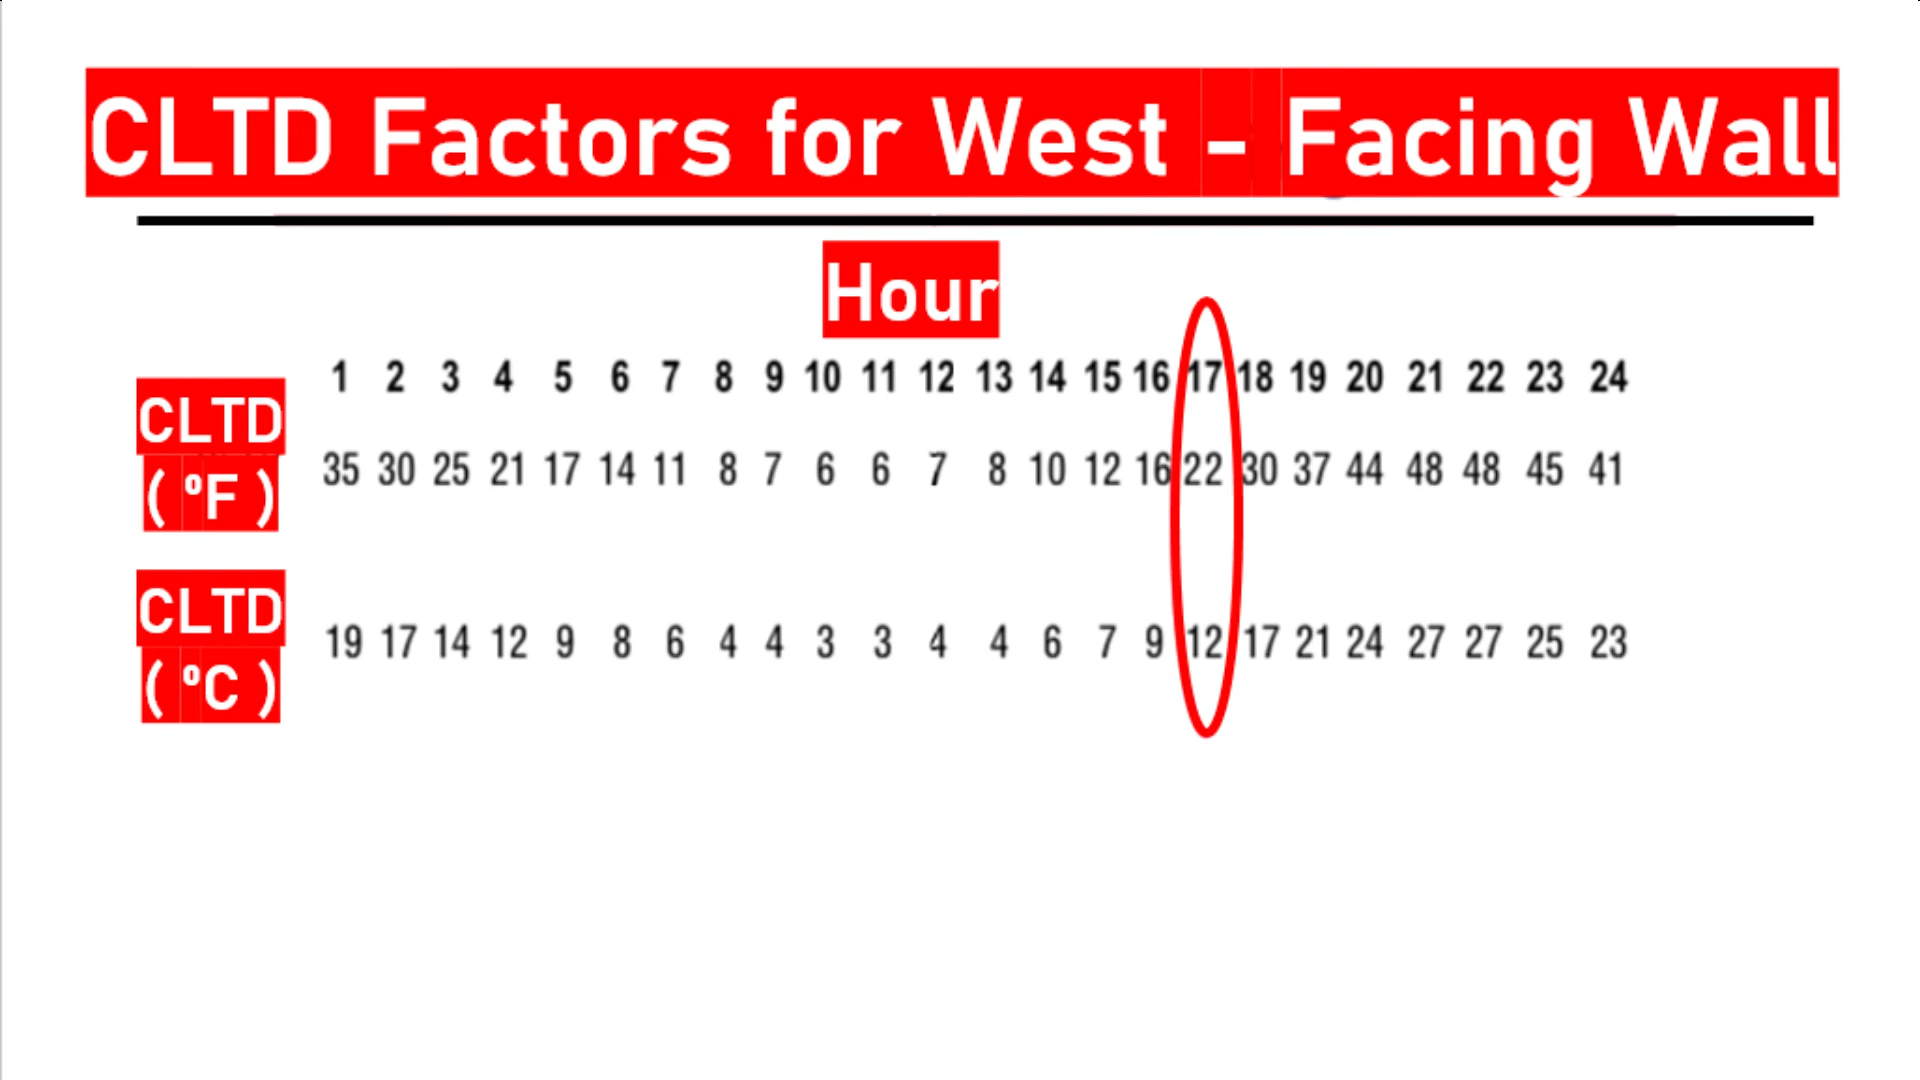 CLTD Factors for West - Facing Wall
Hour
1 2 3 4 5 6 7 8 9 10 11 12 13 14 15 16 17 18 19 20 21 22 23 24
CLTD
( ºF )
35 30 25 21 17 14 11 8 7 6 6 7 8 10 12 16 22 30 37 44 48 48 45 41
CLTD
( ºC )
19 17 14 12 9 8 6 4 4 3 3 4 4 6 7 9 12 17 21 24 27 27 25 23